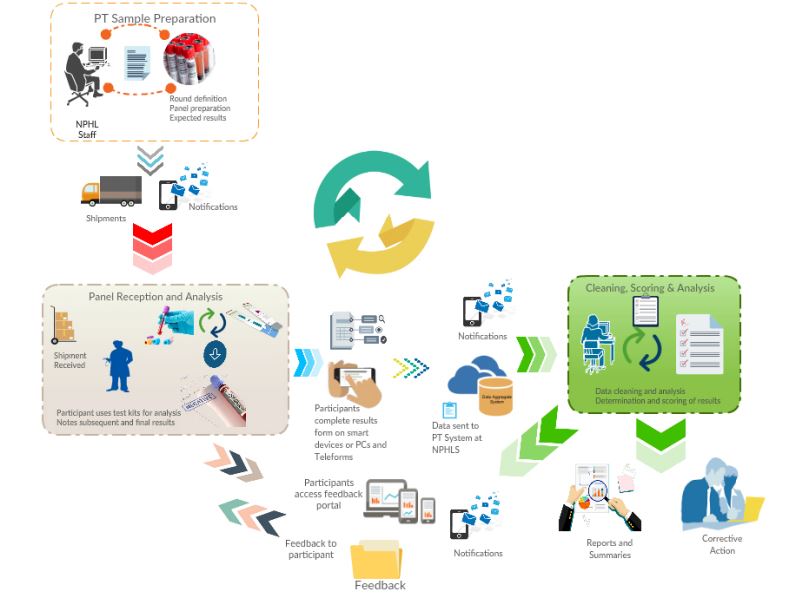 PT Sample Preparation
Round definition
Panel preparation
Expected results
NPHL
Staff
Shipments
Notifications
Panel Reception and Analysis
Shipment
Received
Participant uses test kits for analysis
Notes subsequent and final results
Participants
complete results
form on smart
devices or PCs and
Teleforms
Notifications
Data Aggregate
System
Data sent to
PT System at
NPHLS
Cleaning, Scoring & Analysis
Data cleaning and analysis
Determination and scoring of results
Participants
access feedback
portal
Feedback to
participant
Feedback
Notifications
Reports and
Summaries
Corrective
Action